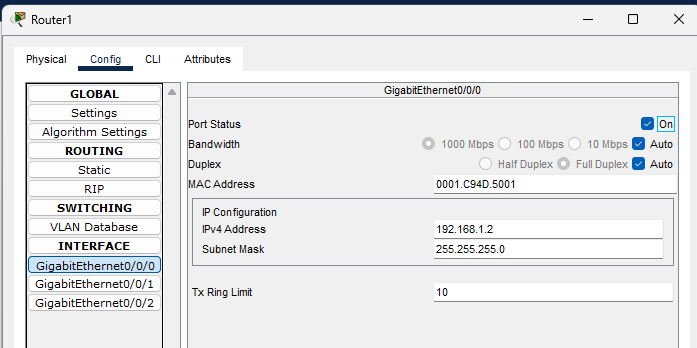 Router1
Physical Config CLI Attributes
GLOBAL
Settings
Algorithm Settings
ROUTING
Static
RIP
SWITCHING
VLAN Database
INTERFACE
GigabitEthernet0/0/0
GigabitEthernet0/0/1
GigabitEthernet0/0/2
GigabitEthernet0/0/0
Port Status On
Bandwidth 1000 Mbps 100 Mbps 10 Mbps Auto
Duplex Half Duplex Full Duplex Auto
MAC Address 0001.C94D.5001
IP Configuration
IPv4 Address 192.168.1.2
Subnet Mask 255.255.255.0
Tx Ring Limit 10